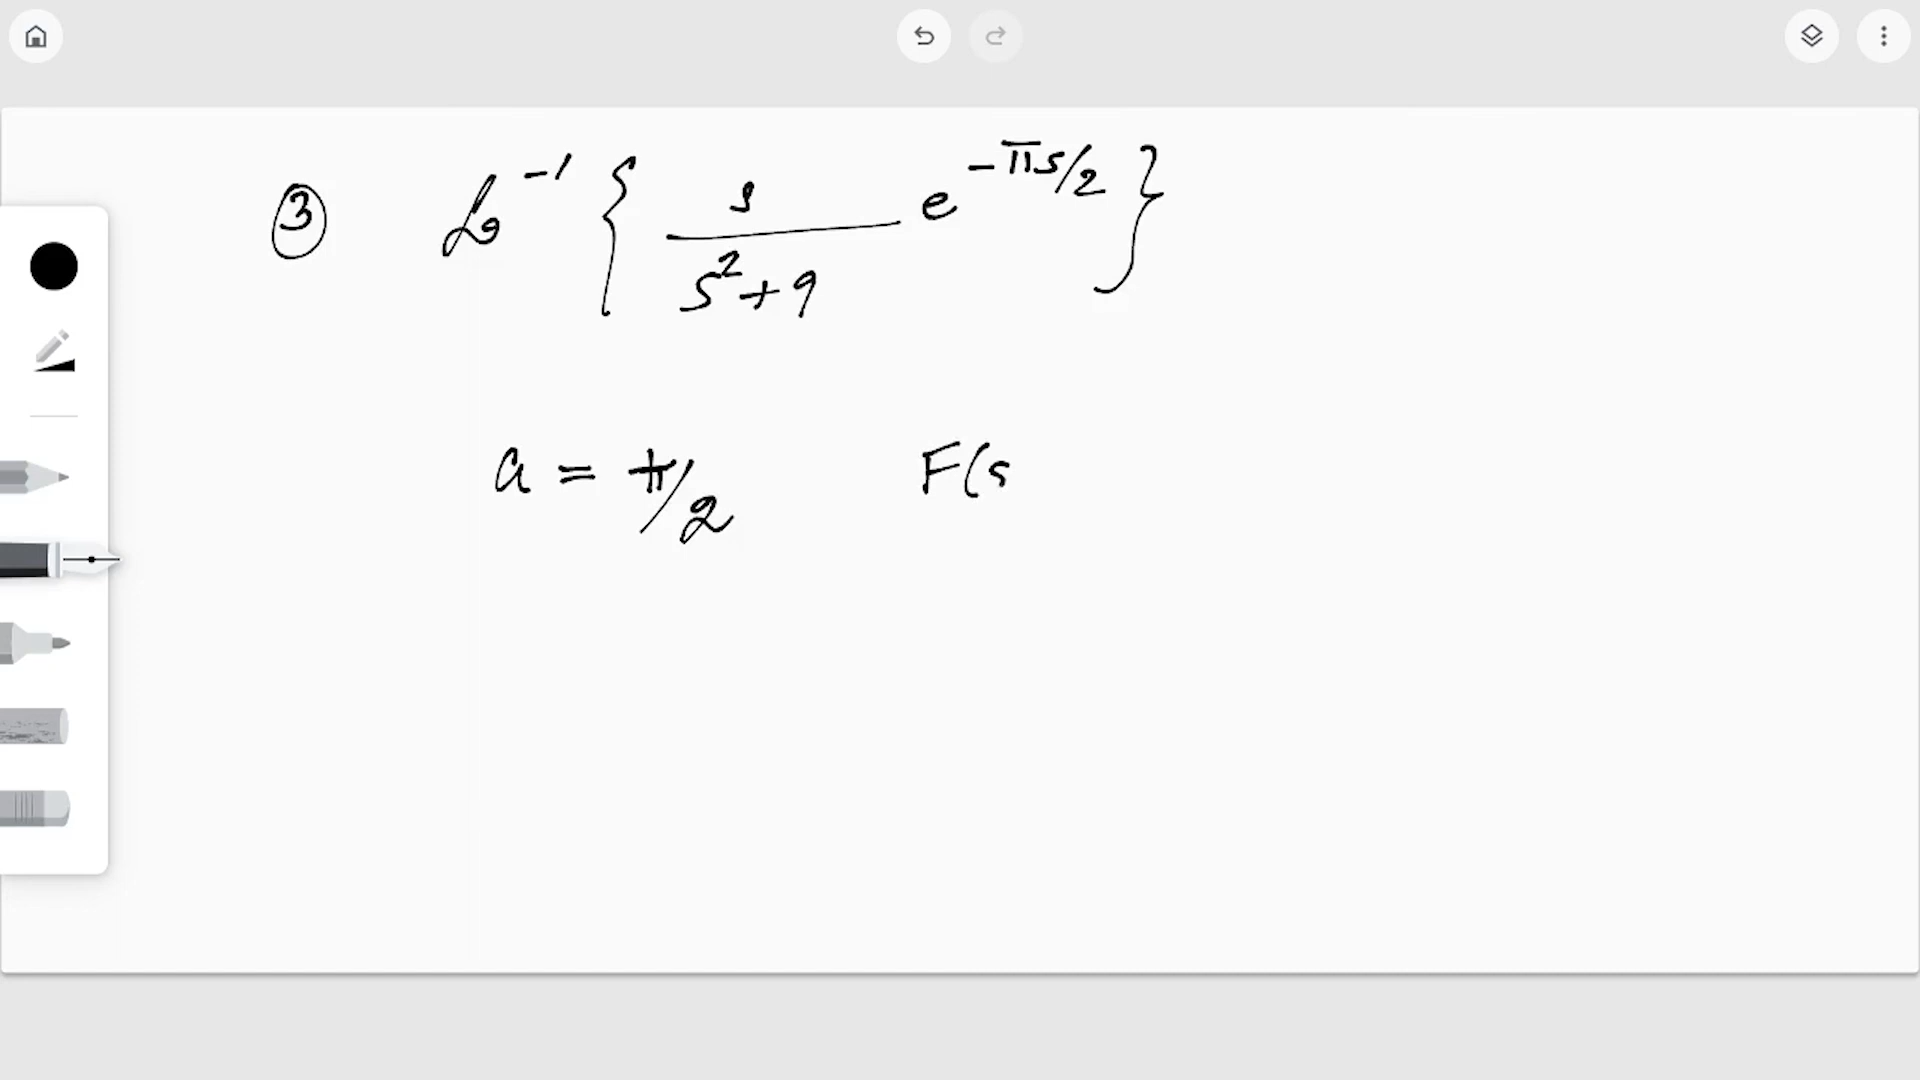 ③ ℒ⁻¹ { s/(s²+9) e^(-πs/2) }
a = π/2 F(s